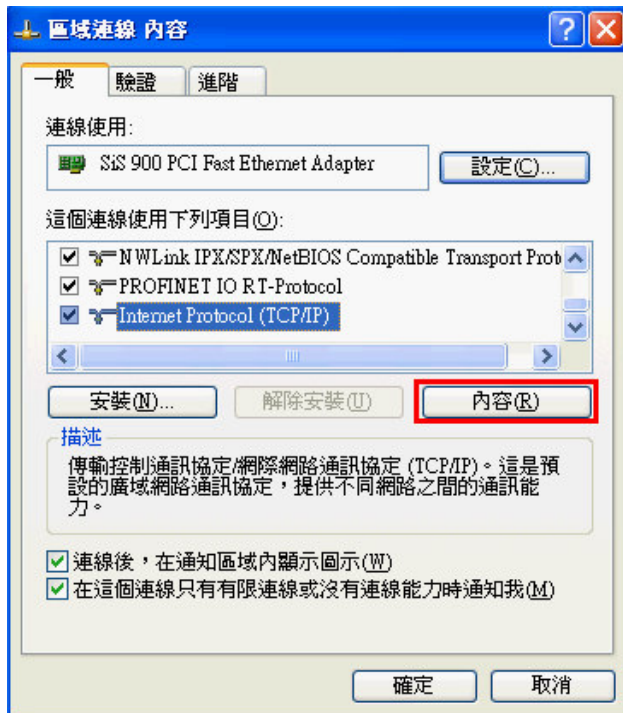 區域連線 內容
一般 驗證 進階
連線使用:
SiS 900 PCI Fast Ethernet Adapter 設定(C)...
這個連線使用下列項目(O):
NWLink IPX/SPX/NetBIOS Compatible Transport Prot
PROFINET IO RT-Protocol
Internet Protocol (TCP/IP)
安裝(N)... 解除安裝(U) 內容(R)
描述
傳輸控制通訊協定/網際網路通訊協定 (TCP/IP)。這是預
設的廣域網路通訊協定，提供不同網路之間的通訊能
力。
連線後，在通知區域內顯示圖示(W)
在這個連線只有有限連線或沒有連線能力時通知我(M)
確定 取消